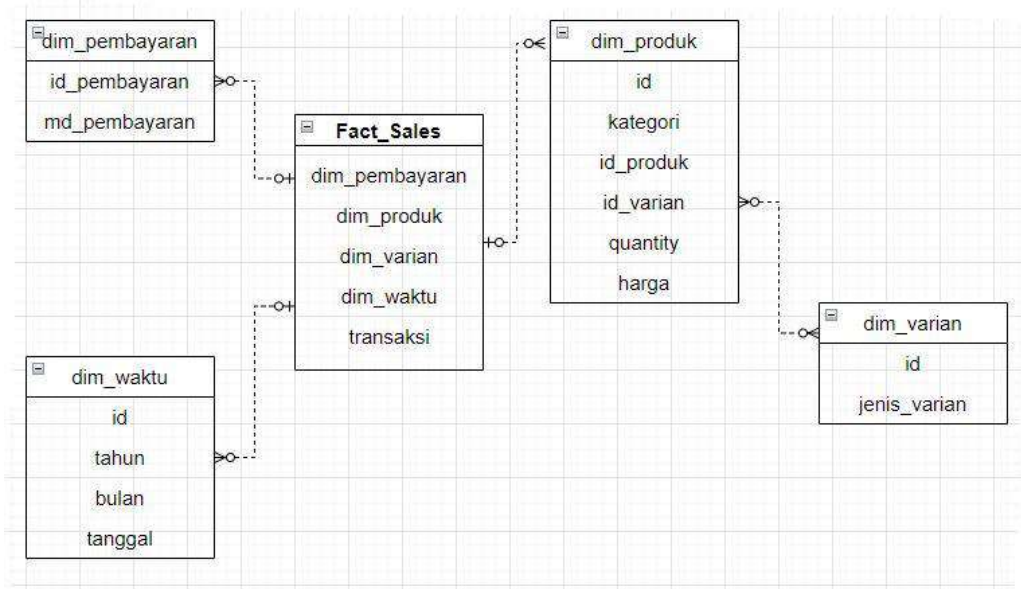 dim_pembayaran
id_pembayaran
md_pembayaran
Fact_Sales
dim_pembayaran
dim_produk
dim_varian
dim_waktu
transaksi
dim_produk
id
kategori
id_produk
id_varian
quantity
harga
dim_waktu
id
tahun
bulan
tanggal
dim_varian
id
jenis_varian